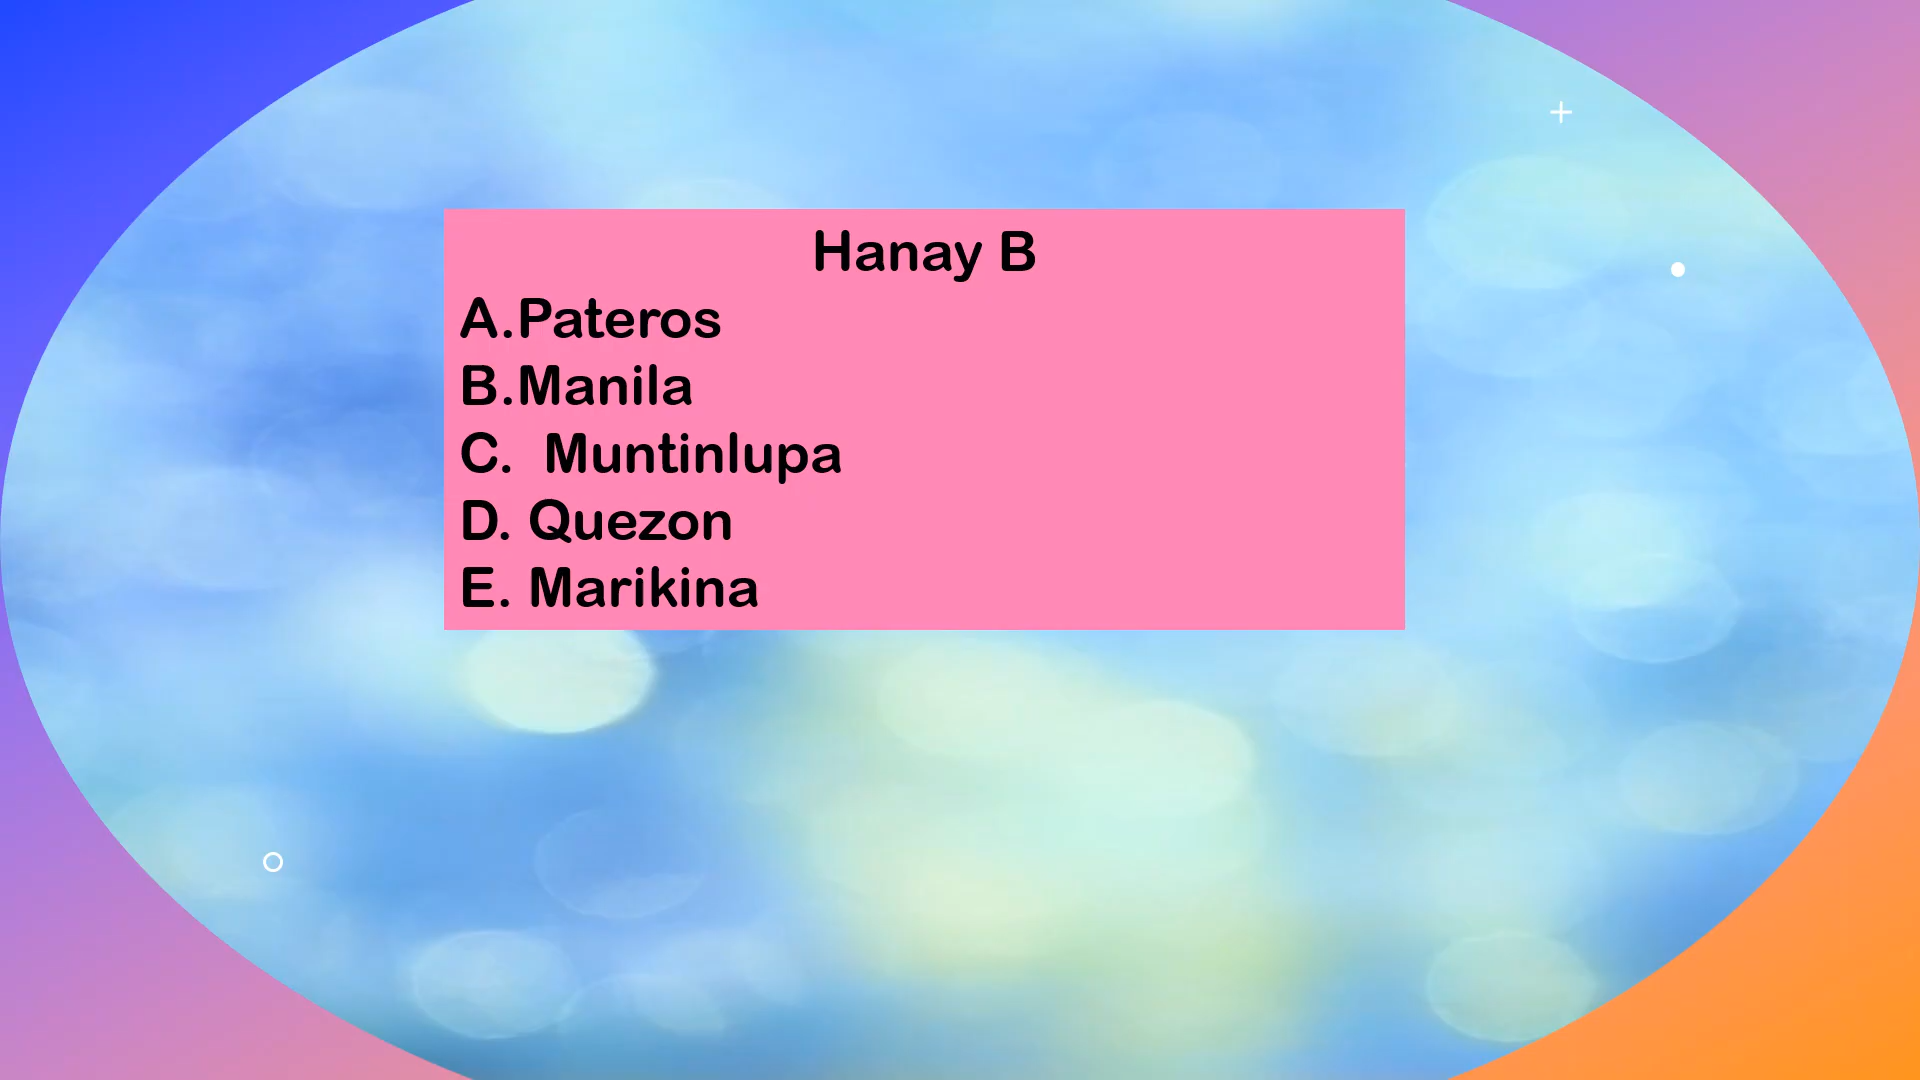 Hanay B
A.Pateros
B.Manila
C. Muntinlupa
D. Quezon
E. Marikina